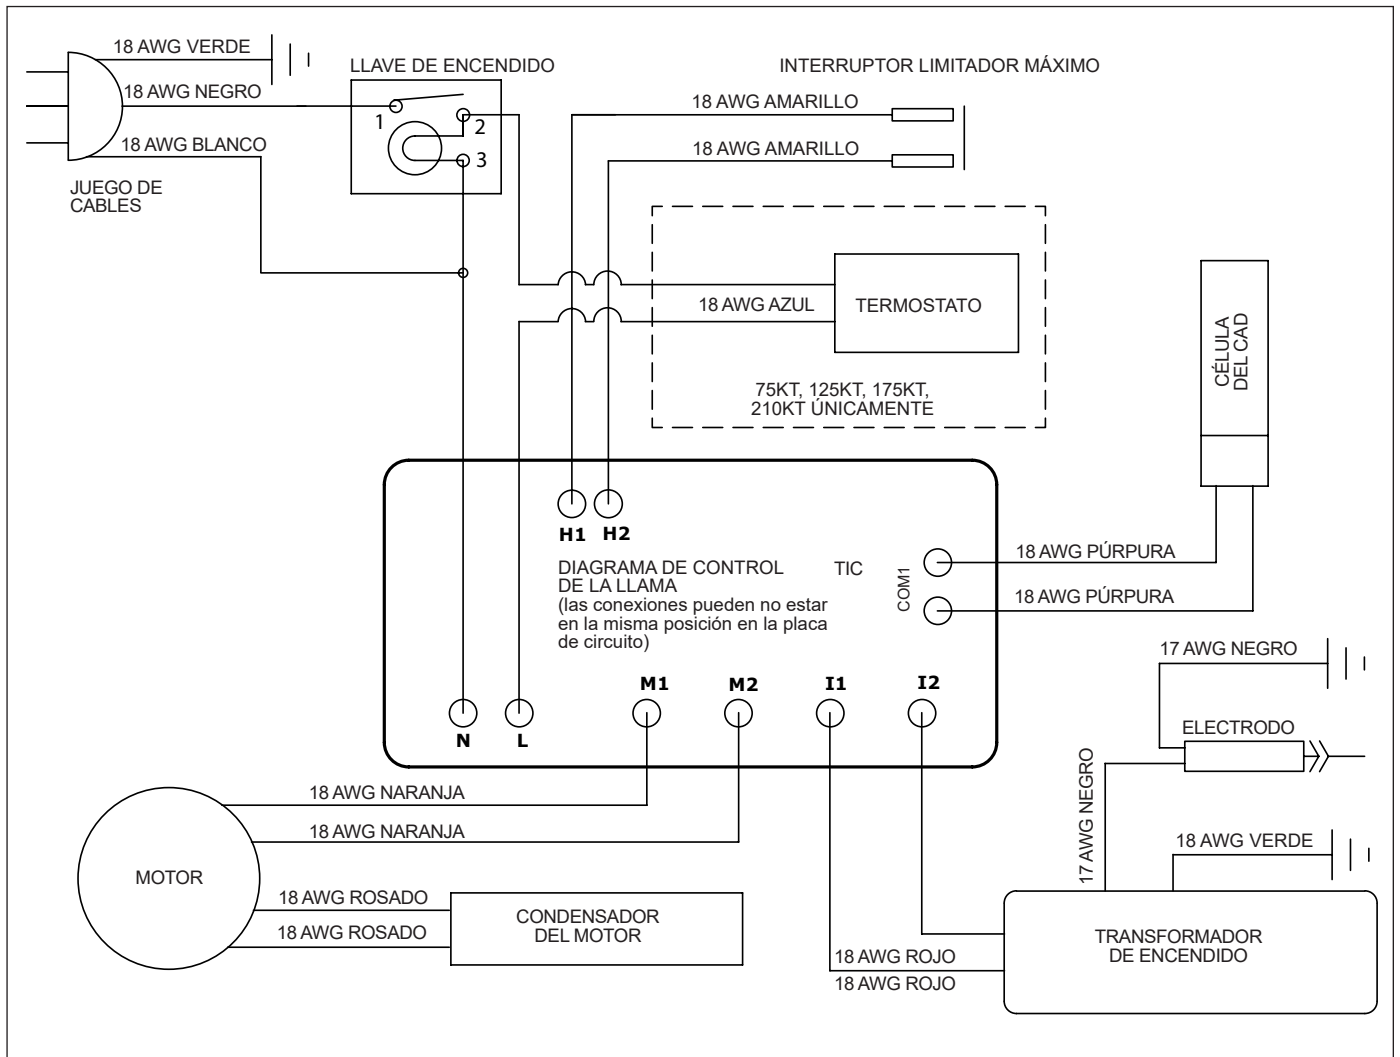 18 AWG VERDE
LLAVE DE ENCENDIDO
INTERRUPTOR LIMITADOR MÁXIMO
18 AWG NEGRO
18 AWG AMARILLO
1
2
3
18 AWG BLANCO
18 AWG AMARILLO
JUEGO DE
CABLES
18 AWG AZUL
TERMOSTATO
75KT, 125KT, 175KT,
210KT ÚNICAMENTE
CÉLULA
DEL CAD
H1
H2
DIAGRAMA DE CONTROL
DE LA LLAMA
(las conexiones pueden no estar
en la misma posición en la placa
de circuito)
TIC
COM1
18 AWG PÚRPURA
18 AWG PÚRPURA
17 AWG NEGRO
M1
M2
I1
I2
N
L
ELECTRODO
17 AWG NEGRO
18 AWG NARANJA
18 AWG NARANJA
18 AWG VERDE
MOTOR
18 AWG ROSADO
18 AWG ROSADO
CONDENSADOR
DEL MOTOR
TRANSFORMADOR
DE ENCENDIDO
18 AWG ROJO
18 AWG ROJO